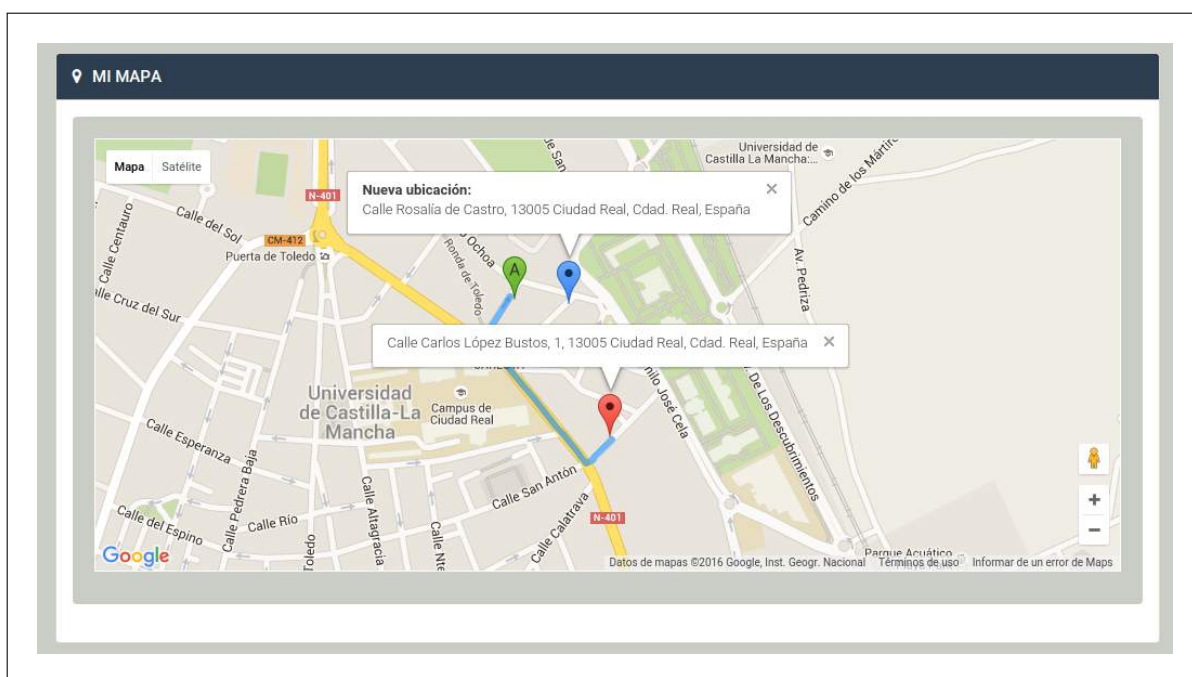 MI MAPA
Mapa
Satélite
Universidad de
Castilla La Mancha:...
Camino de los Mártires
N-401
Nueva ubicación:
Calle Rosalía de Castro, 13005 Ciudad Real, Cdad. Real, España
Calle Centauro
Calle del Sol
CM-412
Puerta de Toledo
Ronda de Toledo
Ochoa
A
Av. Pedriza
Calle Cruz del Sur
Calle Carlos López Bustos, 1, 13005 Ciudad Real, Cdad. Real, España
Universidad
de Castilla-La
Mancha
Campus de
Ciudad Real
Camilo José Cela
De Los Descubrimientos
Calle Esperanza
Calle Pedrera Baja
Calle San Antón
Calle Altagracia
Calle Calatrava
Calle Río
Calle del Espino
Toledo
Calle Nte
N-401
+
−
Parque Acuático
Google
Datos de mapas ©2016 Google, Inst. Geogr. Nacional
Términos de uso
Informar de un error de Maps